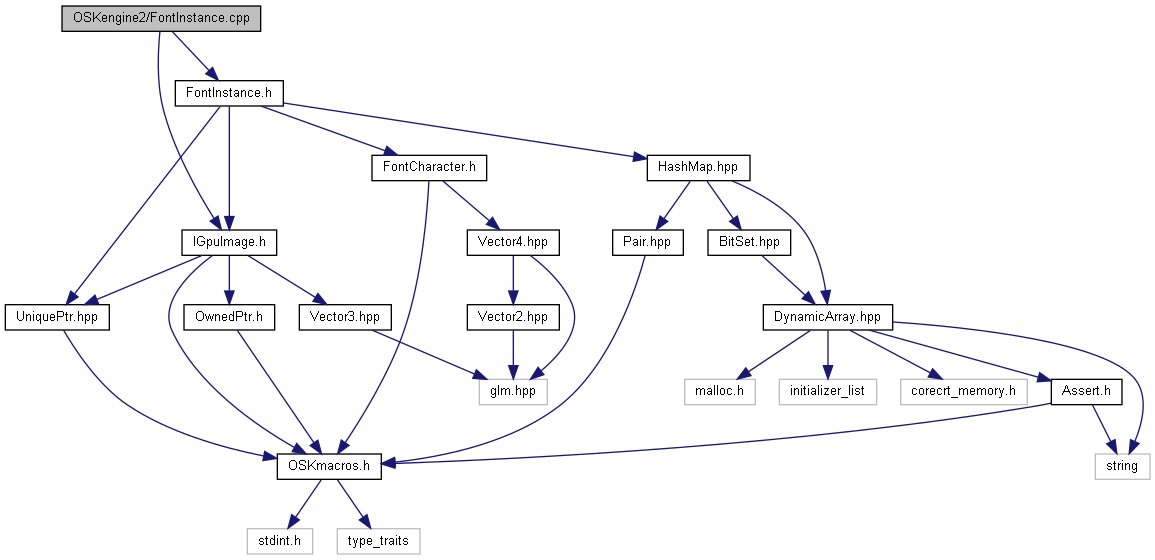 OSKengine2/FontInstance.cpp
FontInstance.h
FontCharacter.h
HashMap.hpp
IGpuImage.h
Vector4.hpp
Pair.hpp
BitSet.hpp
UniquePtr.hpp
OwnedPtr.h
Vector3.hpp
Vector2.hpp
DynamicArray.hpp
glm.hpp
malloc.h
initializer_list
corecrt_memory.h
Assert.h
OSKmacros.h
string
stdint.h
type_traits